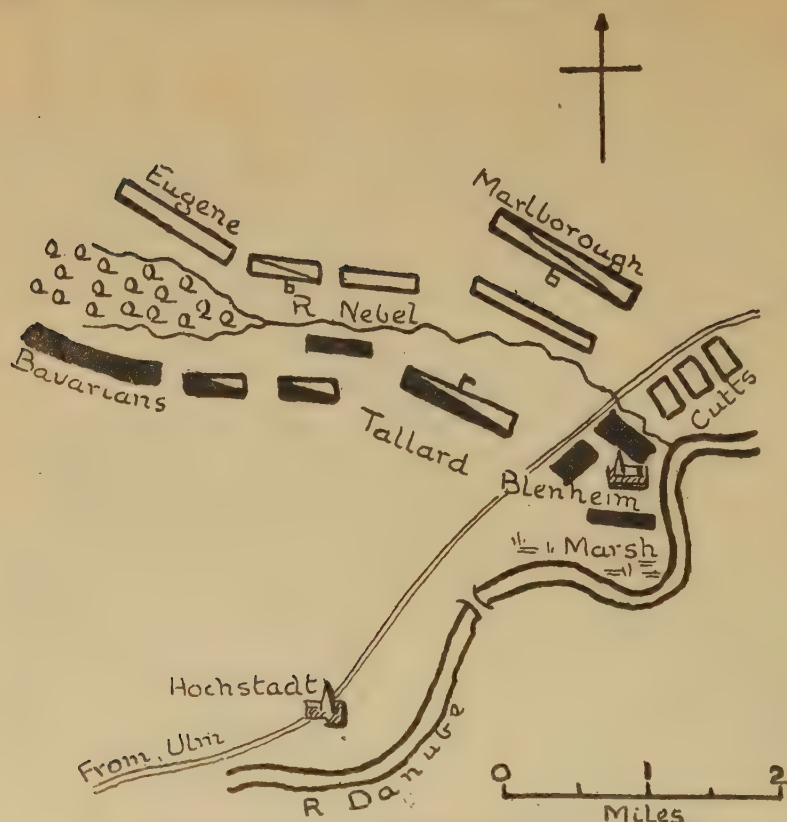 Eugene
Marlborough
b
b
R Nebel
Bavarians
r
Tallard
Cutts
Blenheim
Marsh
Hochstadt
From Ulm
R Danube
0 1 2
Miles